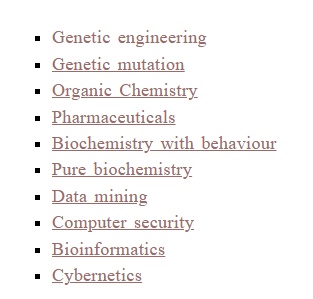 Genetic engineering
Genetic mutation
Organic Chemistry
Pharmaceuticals
Biochemistry with behaviour
Pure biochemistry
Data mining
Computer security
Bioinformatics
Cybernetics